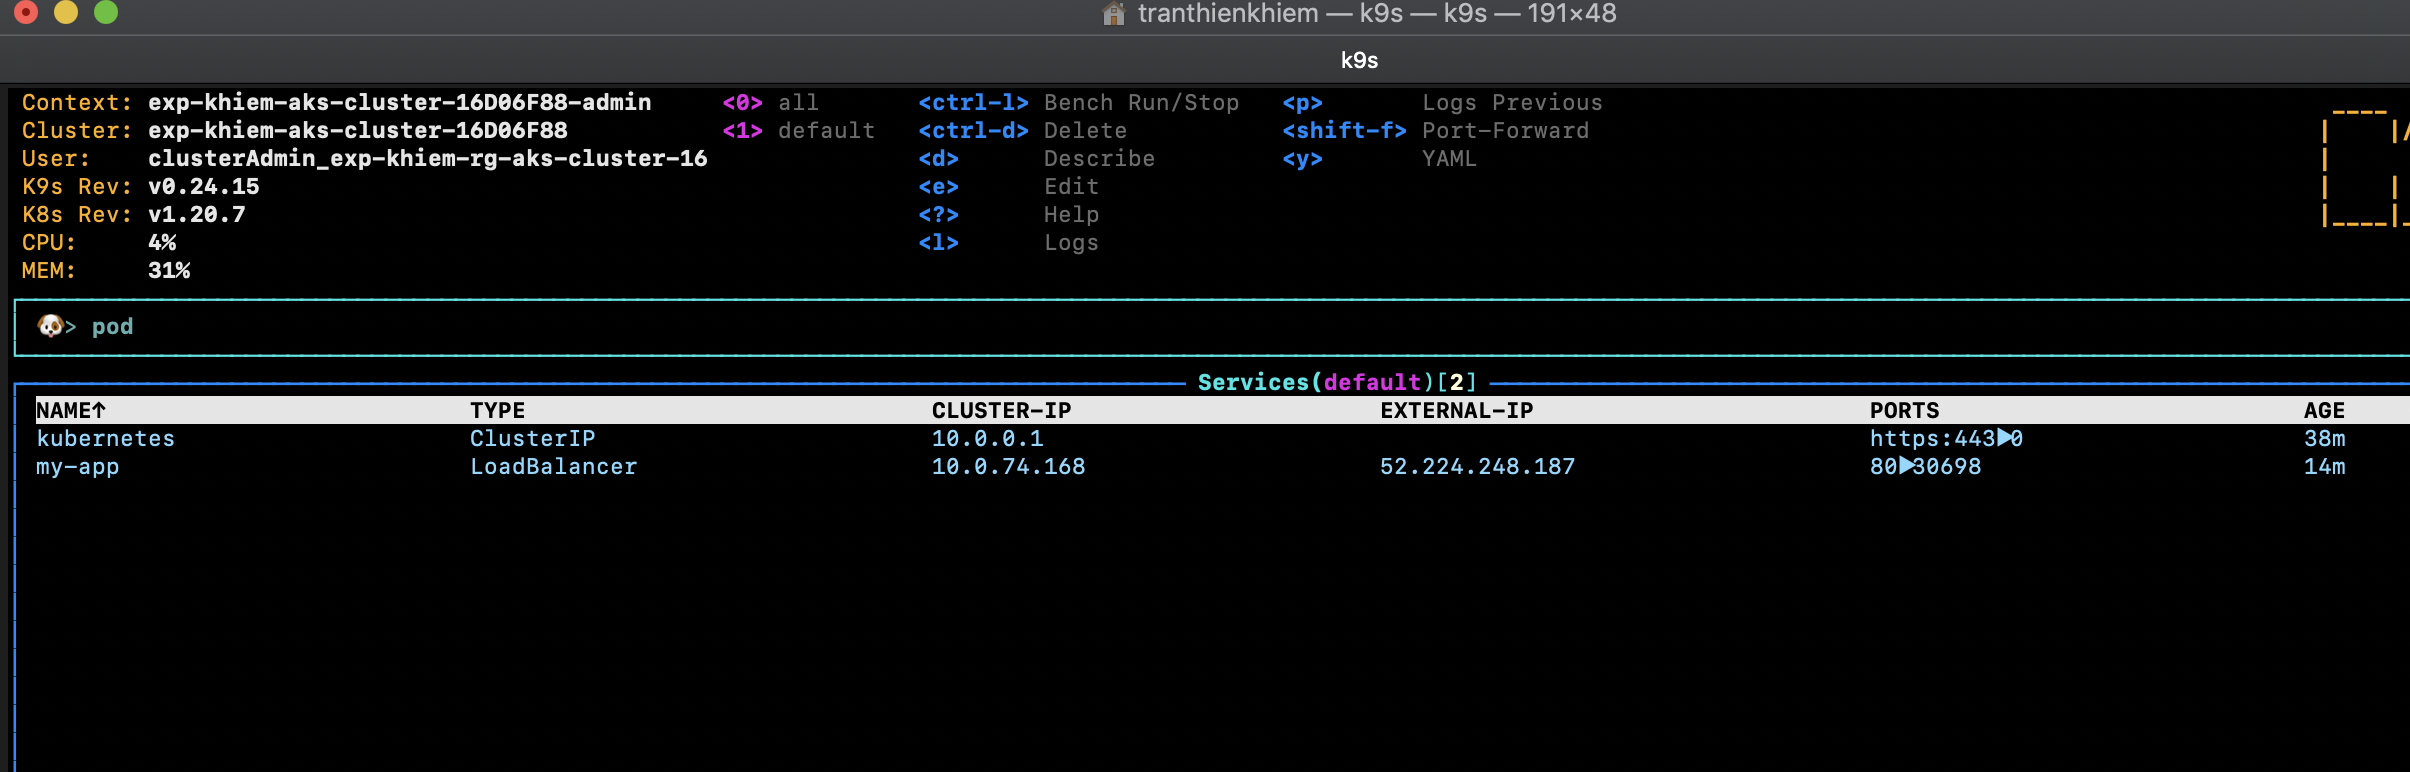 tranthienkhiem — k9s — k9s — 191×48
k9s
Context: exp-khiem-aks-cluster-16D06F88-admin <0> all <ctrl-l> Bench Run/Stop <p> Logs Previous
Cluster: exp-khiem-aks-cluster-16D06F88 <1> default <ctrl-d> Delete <shift-f> Port-Forward
User: clusterAdmin_exp-khiem-rg-aks-cluster-16 <d> Describe <y> YAML
K9s Rev: v0.24.15 <e> Edit
K8s Rev: v1.20.7 <?> Help
CPU: 4% <l> Logs
MEM: 31%
🐶> pod
Services(default)[2]
NAME↑ TYPE CLUSTER-IP EXTERNAL-IP PORTS AGE
kubernetes ClusterIP 10.0.0.1 https:443►0 38m
my-app LoadBalancer 10.0.74.168 52.224.248.187 80►30698 14m